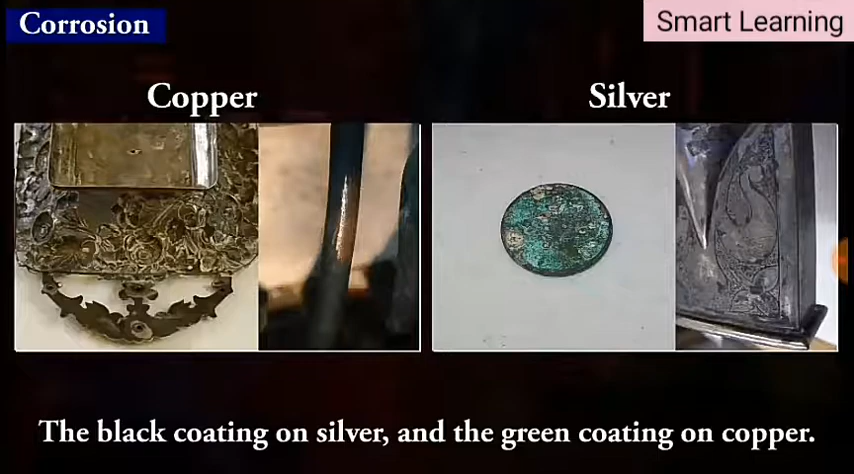 Corrosion
Smart Learning
Copper
Silver
The black coating on silver, and the green coating on copper.